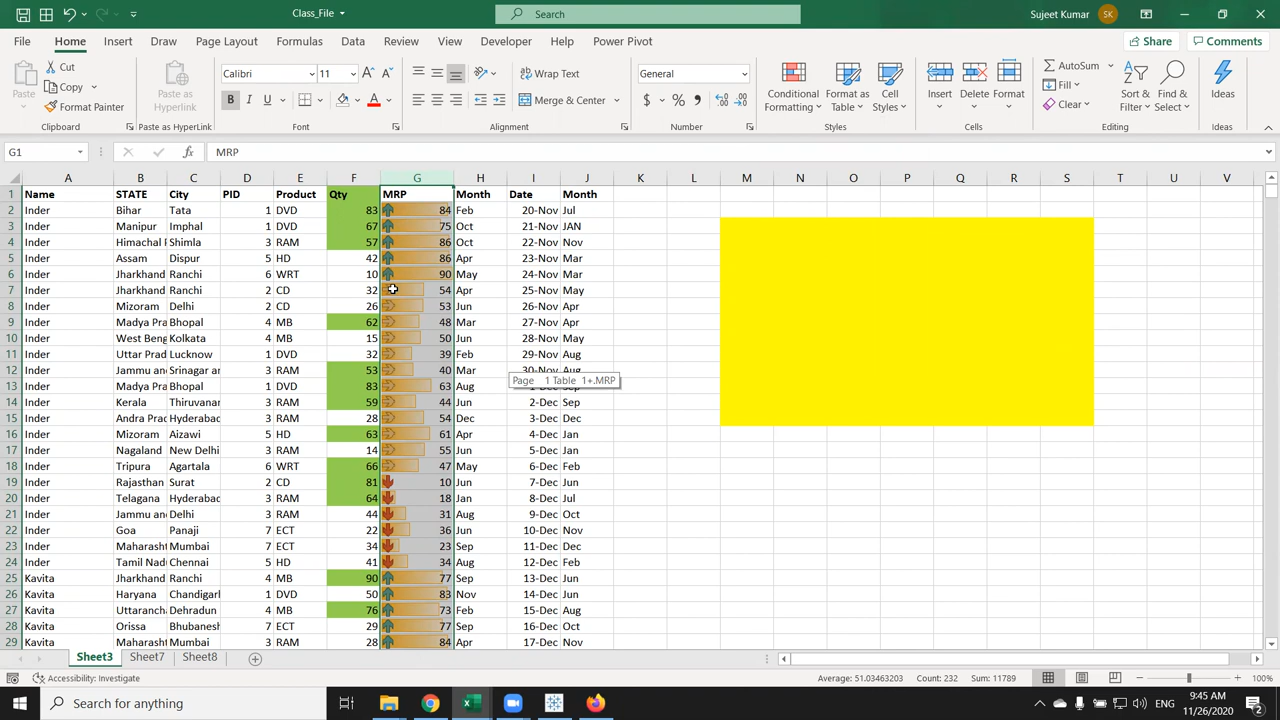 Class_File
Search
Sujeet Kumar SK
File Home Insert Draw Page Layout Formulas Data Review View Developer Help Power Pivot Share Comments
Paste Cut Copy Format Painter Clipboard
Paste as Hyperlink Paste as HyperLink
Calibri 11 B I U Font
Wrap Text Merge & Center Alignment
General $ % Number
Conditional Formatting Format as Table Cell Styles Styles
Insert Delete Format Cells
AutoSum Fill Clear Sort & Filter Find & Select Editing
Ideas Ideas
G1 MRP
A B C D E F G H I J K L M N O P Q R S T U V
1 Name STATE City PID Product Qty MRP Month Date Month
2 Inder Bihar Tata 1 DVD 83 84 Feb 20-Nov Jul
3 Inder Manipur Imphal 1 DVD 67 75 Oct 21-Nov JAN
4 Inder Himachal Shimla 3 RAM 57 86 Oct 22-Nov Nov
5 Inder Assam Dispur 5 HD 42 86 Apr 23-Nov Mar
6 Inder Jharkhand Ranchi 7 WRT 10 90 May 24-Nov Mar
7 Inder Jharkhand Ranchi 2 CD 32 54 Apr 25-Nov May
8 Inder Mizoram Delhi 2 CD 26 53 Jun 26-Nov Apr
9 Inder Madya Pra Bhopal 4 MB 62 48 Mar 27-Nov Apr
10 Inder West Beng Kolkata 4 MB 15 50 Jun 28-Nov May
11 Inder Uttar Prad Lucknow 1 DVD 32 39 Feb 29-Nov Aug
12 Inder Jammu an Srinagar 3 RAM 53 40 Mar 30-Nov Aug
Page 1 Table 1+.MRP
13 Inder Madya Pra Bhopal 1 DVD 83 63 Aug
14 Inder Kerala Thiruvanan 3 RAM 59 44 Jun 2-Dec Sep
15 Inder Andra Prad Hyderabad 3 RAM 28 54 Dec 3-Dec Dec
16 Inder Mizoram Aizawi 5 HD 63 61 Apr 4-Dec Jan
17 Inder Nagaland New Delhi 3 RAM 14 55 Jun 5-Dec Jan
18 Inder Tripura Agartala 6 WRT 66 47 May 6-Dec Feb
19 Inder Rajasthan Surat 2 CD 81 10 Jun 7-Dec Jun
20 Inder Telagana Hyderabad 3 RAM 64 18 Jan 8-Dec Jul
21 Inder Jammu an Delhi 3 RAM 44 31 Aug 9-Dec Oct
22 Inder Goa Panaji 7 ECT 22 36 Jun 10-Dec Nov
23 Inder Maharasht Mumbai 7 ECT 34 23 Sep 11-Dec Dec
24 Inder Tamil Nad Chennai 5 HD 41 34 Aug 12-Dec Feb
25 Kavita Jharkhand Ranchi 4 MB 90 77 Sep 13-Dec Jun
26 Kavita Haryana Chandigarh 1 DVD 50 83 Nov 14-Dec Jun
27 Kavita Uttaranch Dehradun 4 MB 76 73 Feb 15-Dec Aug
28 Kavita Orissa Bhubanesh 7 ECT 29 77 Sep 16-Dec Oct
29 Kavita Maharasht Mumbai 3 RAM 28 84 Apr 17-Dec Nov
Sheet3 Sheet7 Sheet8
Accessibility: Investigate Average: 51.03463203 Count: 232 Sum: 11789 100%
Type here to search
9:45 AM
11/26/2020
2